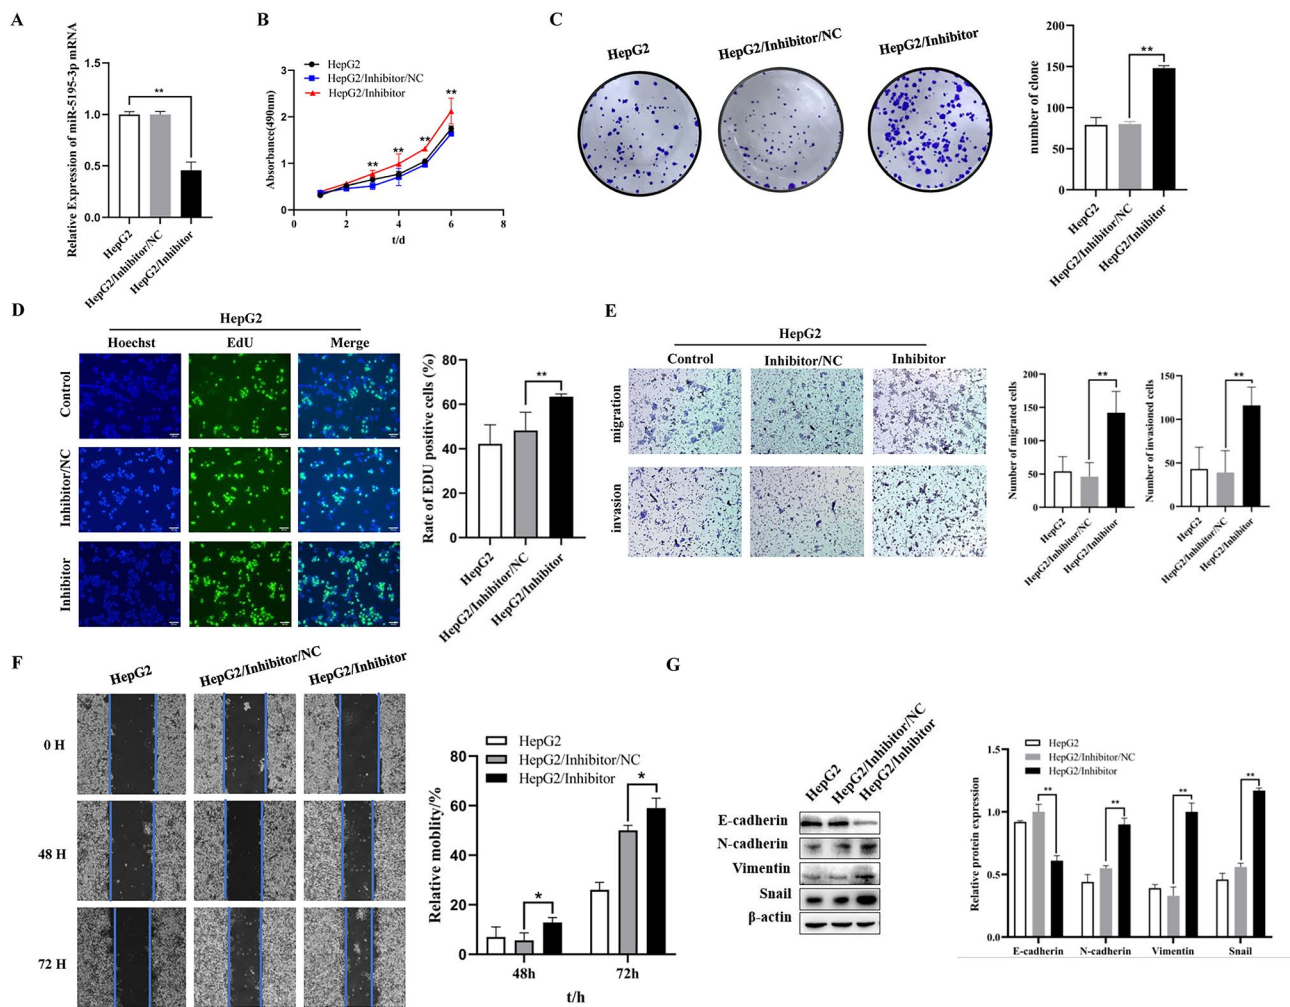 A
Relative Expression of miR-5195-3p mRNA
1.5
1.0
0.5
0.0
**
HepG2
HepG2/Inhibitor/NC
HepG2/Inhibitor
B
HepG2
HepG2/Inhibitor/NC
HepG2/Inhibitor
Absorbance(490nm)
3
2
1
0
**
**
**
**
0
2
4
6
8
t/d
C
HepG2
HepG2/Inhibitor/NC
HepG2/Inhibitor
number of clone
200
150
100
50
0
**
HepG2
HepG2/Inhibitor/NC
HepG2/Inhibitor
D
HepG2
Hoechst
EdU
Merge
Control
Inhibitor/NC
Inhibitor
Rate of EDU positive cells (%)
80
60
40
20
0
**
HepG2
HepG2/Inhibitor/NC
HepG2/Inhibitor
E
HepG2
Control
Inhibitor/NC
Inhibitor
migration
invasion
Number of migrated cells
200
150
100
50
0
**
HepG2
HepG2/Inhibitor/NC
HepG2/Inhibitor
Number of invasioned cells
150
100
50
0
**
HepG2
HepG2/Inhibitor/NC
HepG2/Inhibitor
F
HepG2
HepG2/Inhibitor/NC
HepG2/Inhibitor
0 H
48 H
72 H
Relative moblity/%
80
60
40
20
0
HepG2
HepG2/Inhibitor/NC
HepG2/Inhibitor
*
*
48h
72h
t/h
G
HepG2
HepG2/Inhibitor/NC
HepG2/Inhibitor
E-cadherin
N-cadherin
Vimentin
Snail
β-actin
Relative protein expression
1.5
1.0
0.5
0.0
HepG2
HepG2/Inhibitor/NC
HepG2/Inhibitor
**
**
**
**
E-cadherin
N-cadherin
Vimentin
Snail